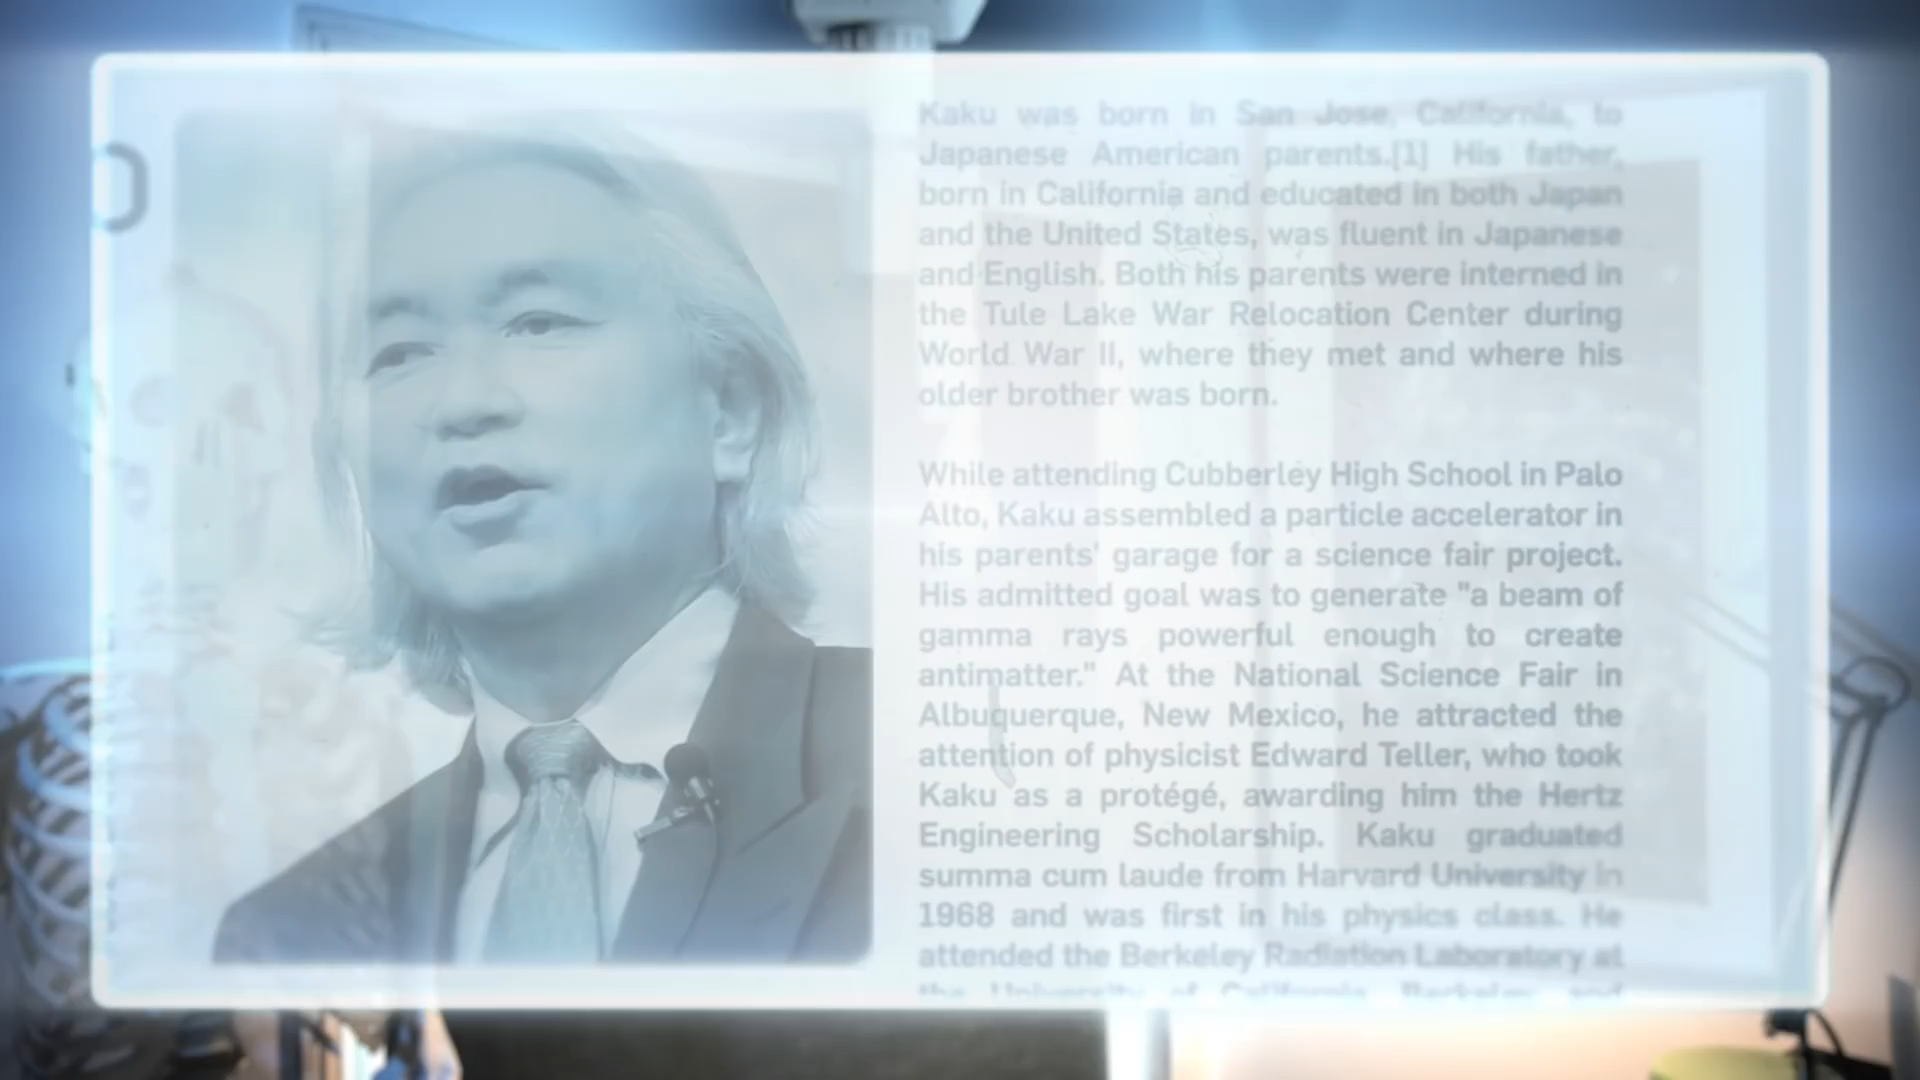 Kaku was born in San Jose, California, to
Japanese American parents.[1] His father,
born in California and educated in both Japan
and the United States, was fluent in Japanese
and English. Both his parents were interned in
the Tule Lake War Relocation Center during
World War II, where they met and where his
older brother was born.
While attending Cubberley High School in Palo
Alto, Kaku assembled a particle accelerator in
his parents' garage for a science fair project.
His admitted goal was to generate "a beam of
gamma rays powerful enough to create
antimatter." At the National Science Fair in
Albuquerque, New Mexico, he attracted the
attention of physicist Edward Teller, who took
Kaku as a protégé, awarding him the Hertz
Engineering Scholarship. Kaku graduated
summa cum laude from Harvard University in
1968 and was first in his physics class. He
attended the Berkeley Radiation Laboratory at
the University of California, Berkeley, and